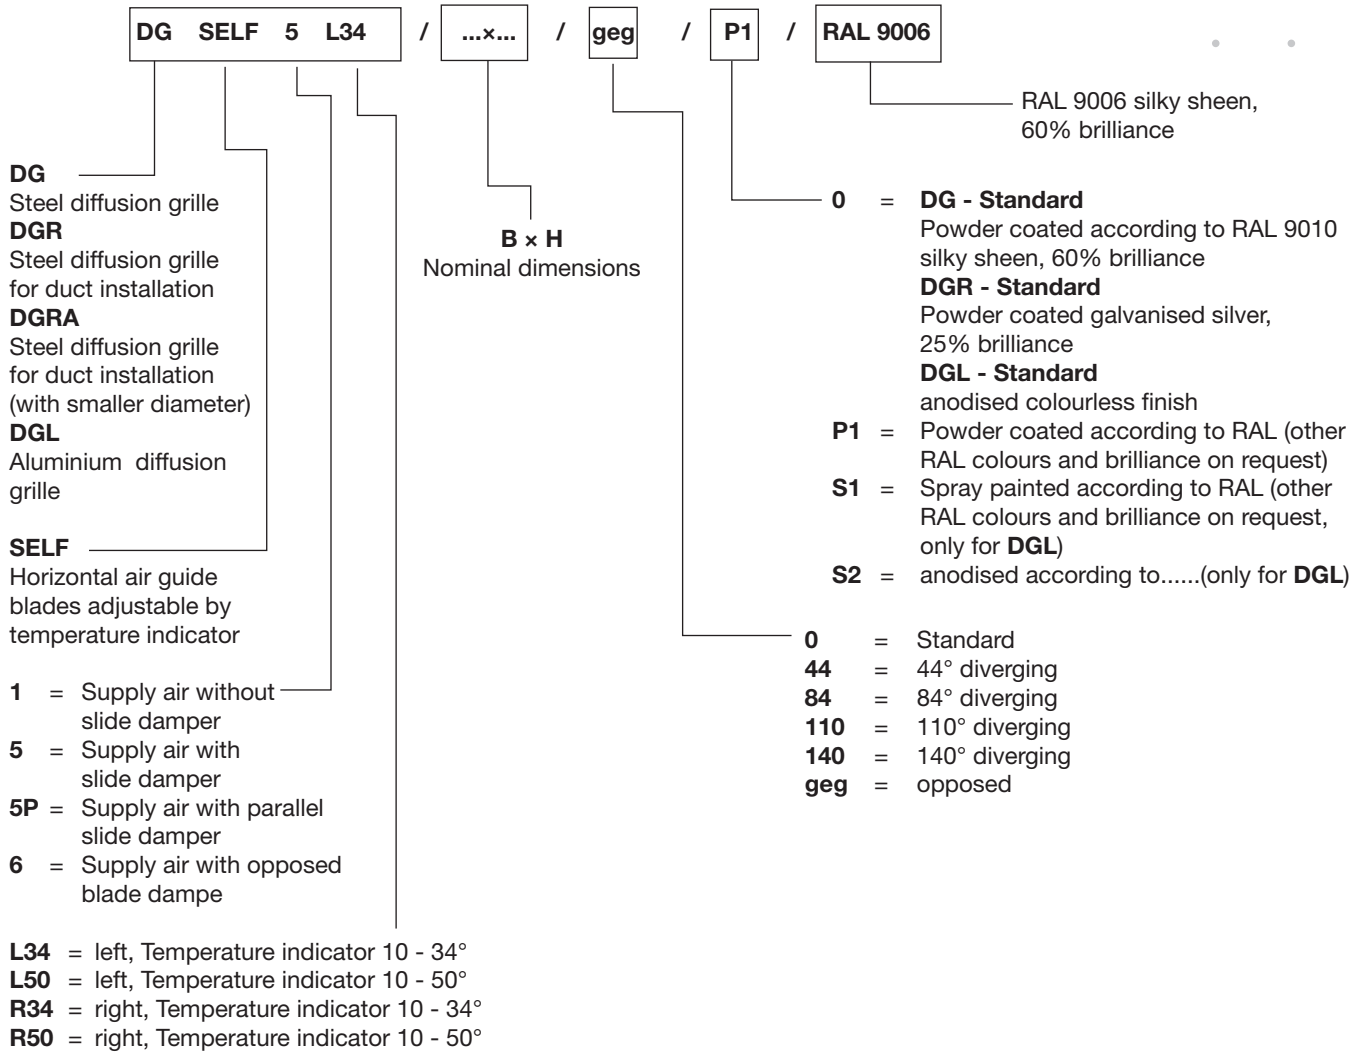 DG SELF 5 L34 / ...×... / geg / P1 / RAL 9006
RAL 9006 silky sheen,
60% brilliance
DG
Steel diffusion grille
DGR
Steel diffusion grille
for duct installation
DGRA
Steel diffusion grille
for duct installation
(with smaller diameter)
DGL
Aluminium diffusion
grille
SELF
Horizontal air guide
blades adjustable by
temperature indicator
1 = Supply air without
slide damper
5 = Supply air with
slide damper
5P = Supply air with parallel
slide damper
6 = Supply air with opposed
blade dampe
L34 = left, Temperature indicator 10 - 34°
L50 = left, Temperature indicator 10 - 50°
R34 = right, Temperature indicator 10 - 34°
R50 = right, Temperature indicator 10 - 50°
B × H
Nominal dimensions
0 = DG - Standard
Powder coated according to RAL 9010
silky sheen, 60% brilliance
DGR - Standard
Powder coated galvanised silver,
25% brilliance
DGL - Standard
anodised colourless finish
P1 = Powder coated according to RAL (other
RAL colours and brilliance on request)
S1 = Spray painted according to RAL (other
RAL colours and brilliance on request,
only for DGL)
S2 = anodised according to......(only for DGL)
0 = Standard
44 = 44° diverging
84 = 84° diverging
110 = 110° diverging
140 = 140° diverging
geg = opposed